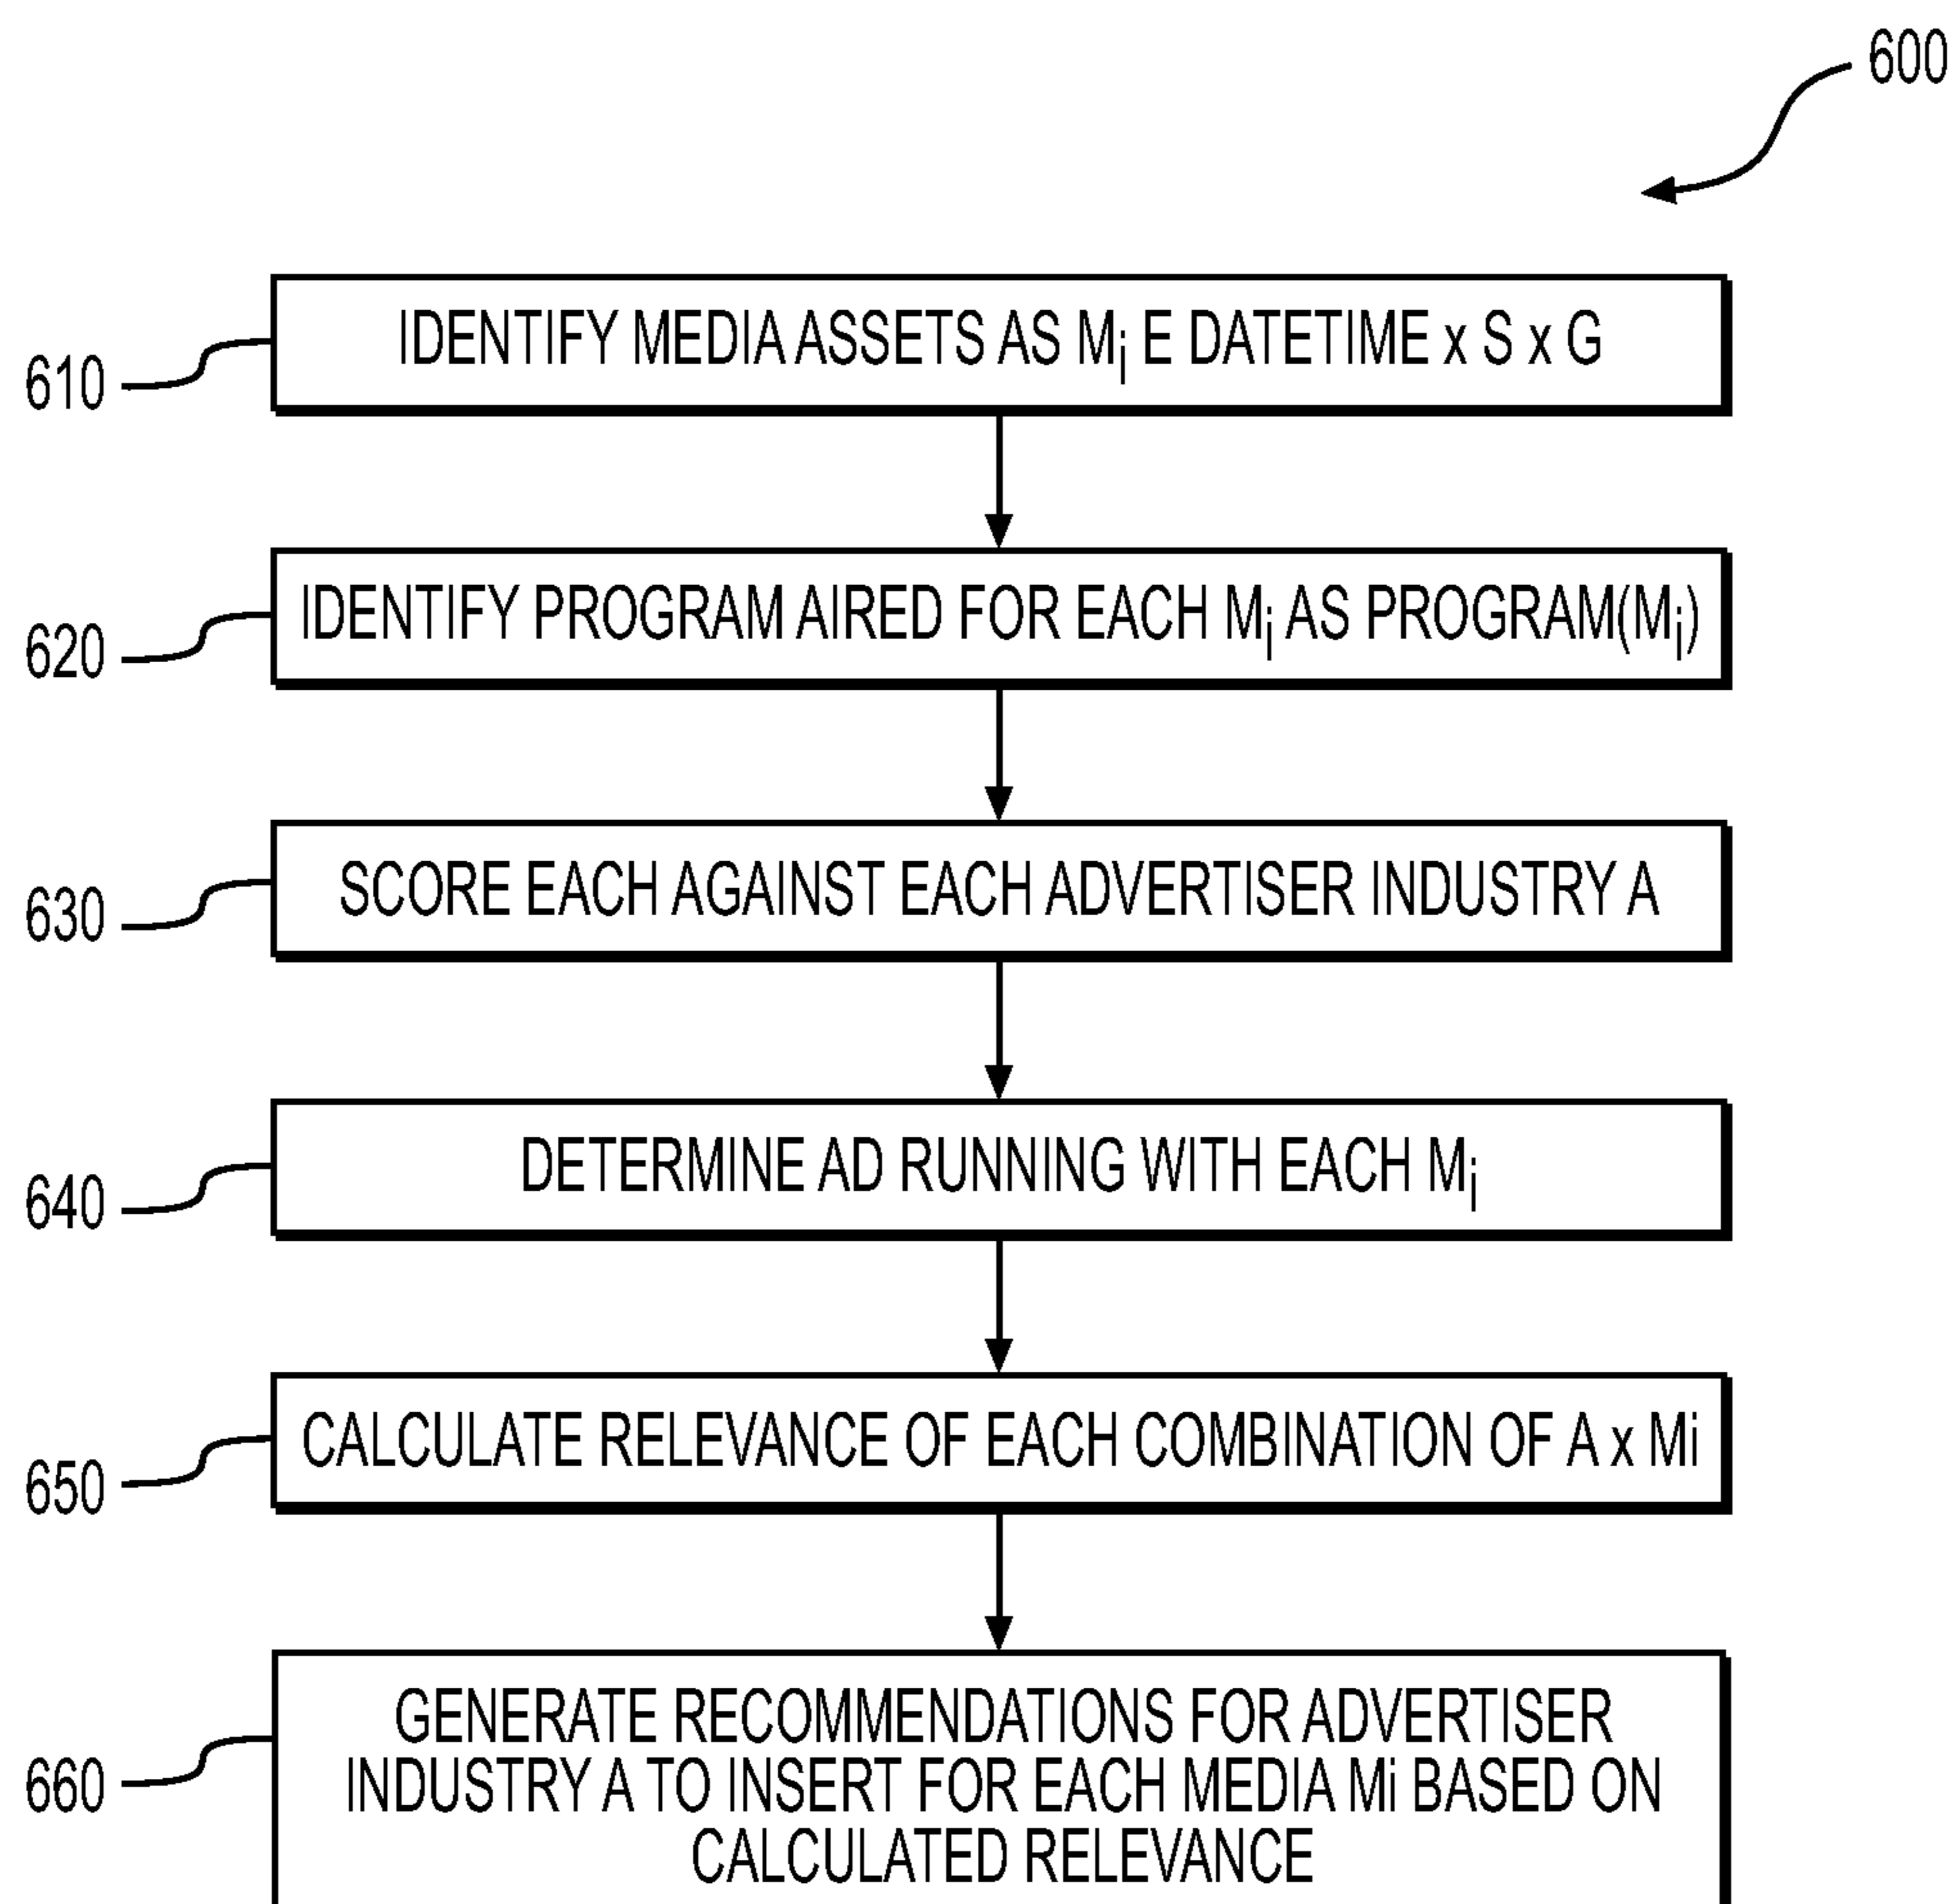 600
610
IDENTIFY MEDIA ASSETS AS Mi E DATETIME x S x G
620
IDENTIFY PROGRAM AIRED FOR EACH Mi AS PROGRAM(Mi)
630
SCORE EACH AGAINST EACH ADVERTISER INDUSTRY A
640
DETERMINE AD RUNNING WITH EACH Mi
650
CALCULATE RELEVANCE OF EACH COMBINATION OF A x Mi
660
GENERATE RECOMMENDATIONS FOR ADVERTISER
INDUSTRY A TO INSERT FOR EACH MEDIA Mi BASED ON
CALCULATED RELEVANCE